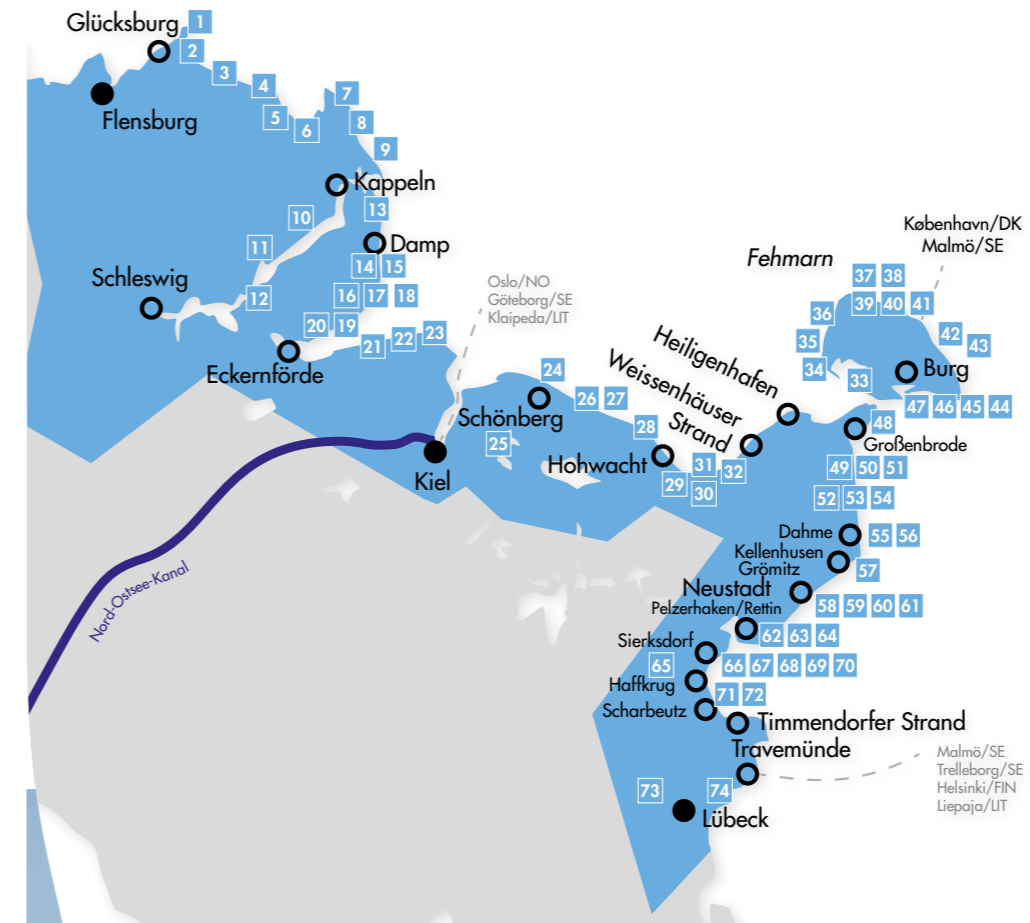 Glücksburg
1
2
3
4
5
6
7
8
9
Flensburg
Kappeln
10
13
11
Damp
14 15
Schleswig
12
16 17 18
20 19
21 22 23
Eckernförde
Oslo/NO
Göteborg/SE
Klaipeda/LIT
København/DK
Malmö/SE
Fehmarn
37 38
36
39 40 41
35
42
43
34
33
Burg
47 46 45 44
Heiligenhafen
Weissenhäuser
Strand
24
26 27
Schönberg
25
28
Hohwacht
31
32
29
30
48
Großenbrode
49 50 51
52 53 54
Kiel
Nord-Ostsee-Kanal
Dahme
55 56
Kellenhusen
57
Grömitz
Neustadt
58 59 60 61
Pelzerhaken/Rettin
62 63 64
Sierksdorf
65
66 67 68 69 70
Haffkrug
71 72
Scharbeutz
Timmendorfer Strand
Travemünde
Malmö/SE
Trelleborg/SE
Helsinki/FIN
Liepaja/LIT
73
74
Lübeck